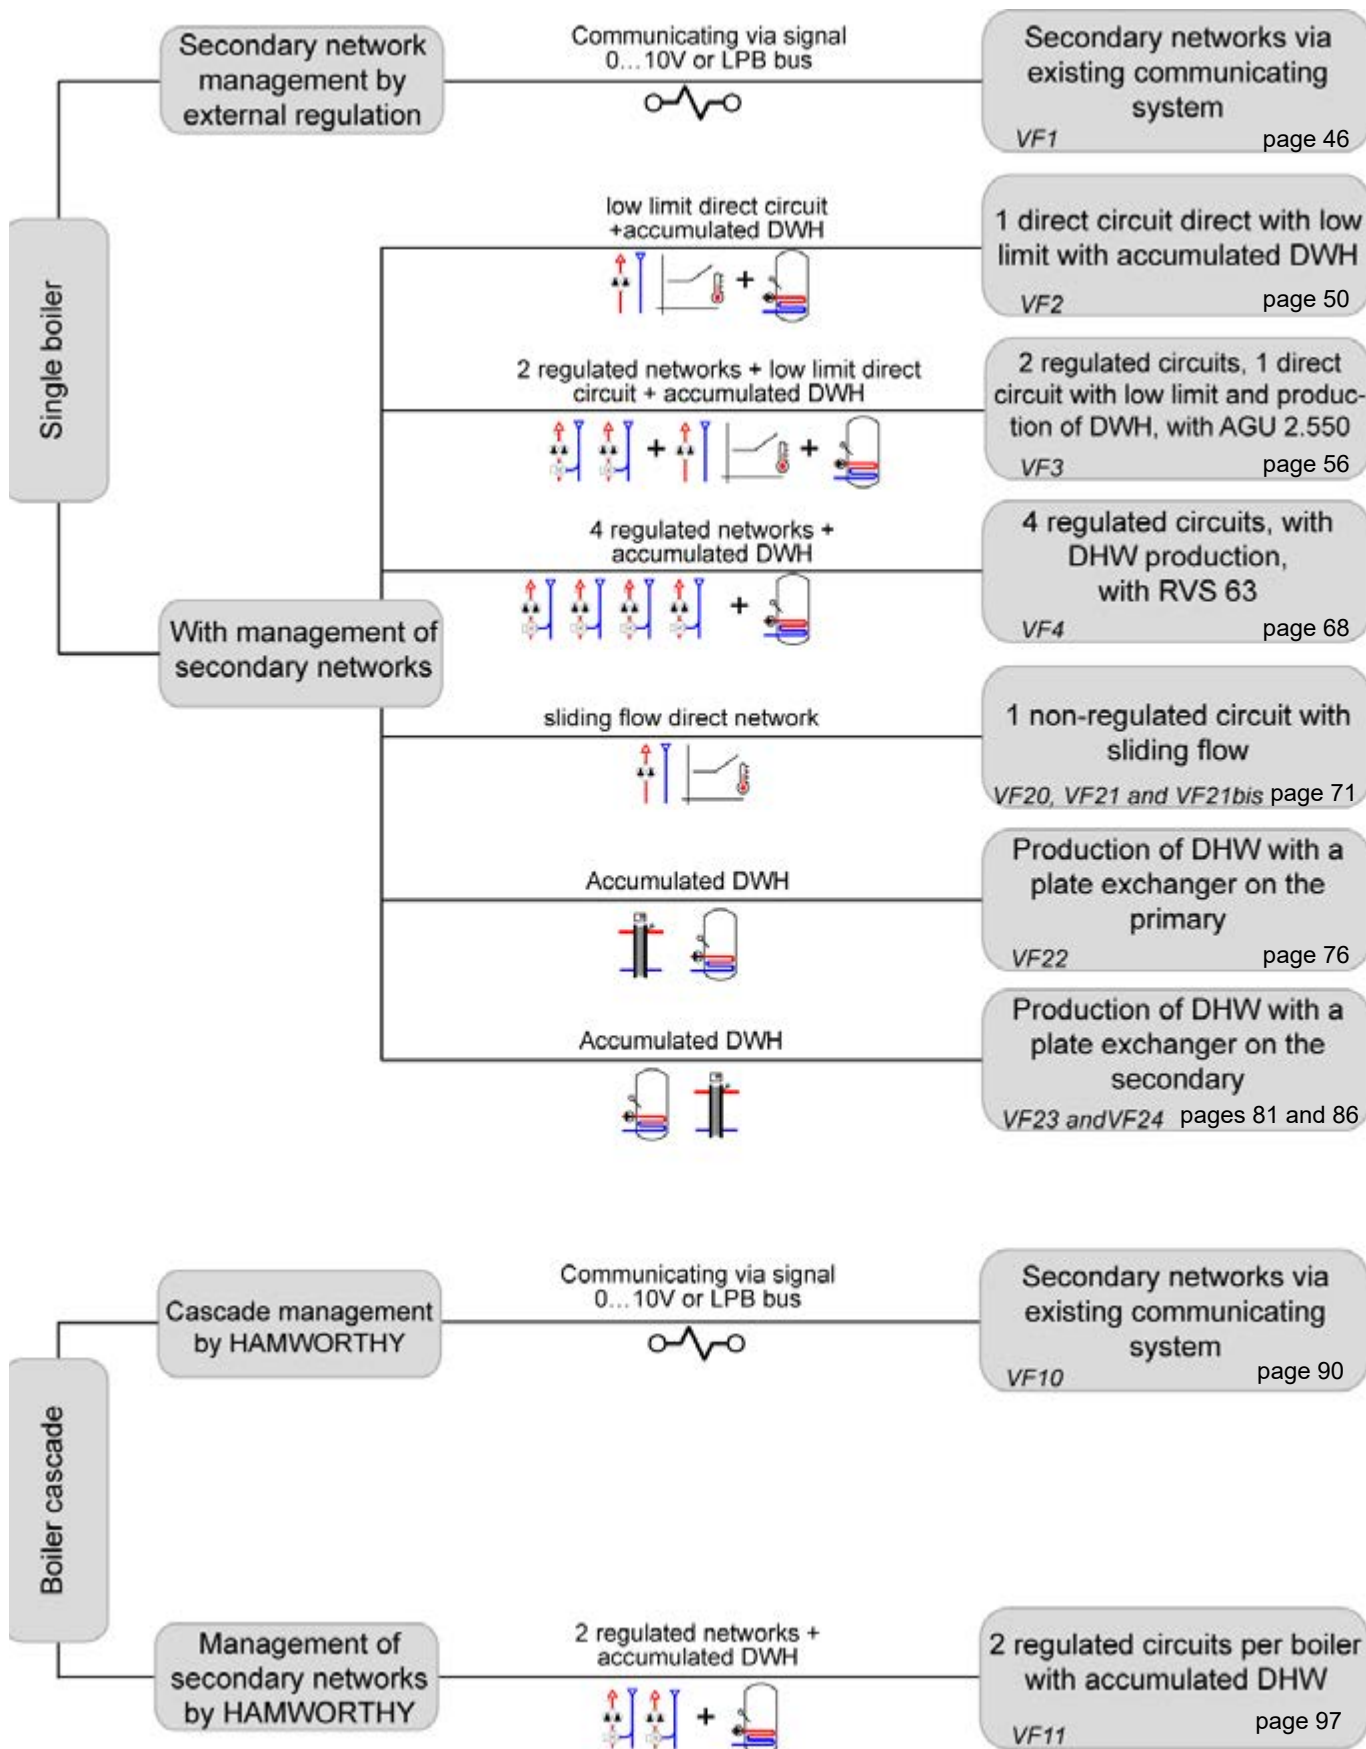 Secondary network
management by
external regulation
Communicating via signal
0...10V or LPB bus
Secondary networks via
existing communicating
system
VF1 page 46
Single boiler
low limit direct circuit
+accumulated DWH
1 direct circuit direct with low
limit with accumulated DWH
VF2 page 50
2 regulated networks + low limit direct
circuit + accumulated DWH
2 regulated circuits, 1 direct
circuit with low limit and produc-
tion of DWH, with AGU 2.550
VF3 page 56
4 regulated networks +
accumulated DWH
4 regulated circuits, with
DHW production,
with RVS 63
VF4 page 68
With management of
secondary networks
sliding flow direct network
1 non-regulated circuit with
sliding flow
VF20, VF21 and VF21bis page 71
Accumulated DWH
Production of DHW with a
plate exchanger on the
primary
VF22 page 76
Accumulated DWH
Production of DHW with a
plate exchanger on the
secondary
VF23 andVF24 pages 81 and 86
Boiler cascade
Cascade management
by HAMWORTHY
Communicating via signal
0...10V or LPB bus
Secondary networks via
existing communicating
system
VF10 page 90
Management of
secondary networks
by HAMWORTHY
2 regulated networks +
accumulated DWH
2 regulated circuits per boiler
with accumulated DHW
VF11 page 97